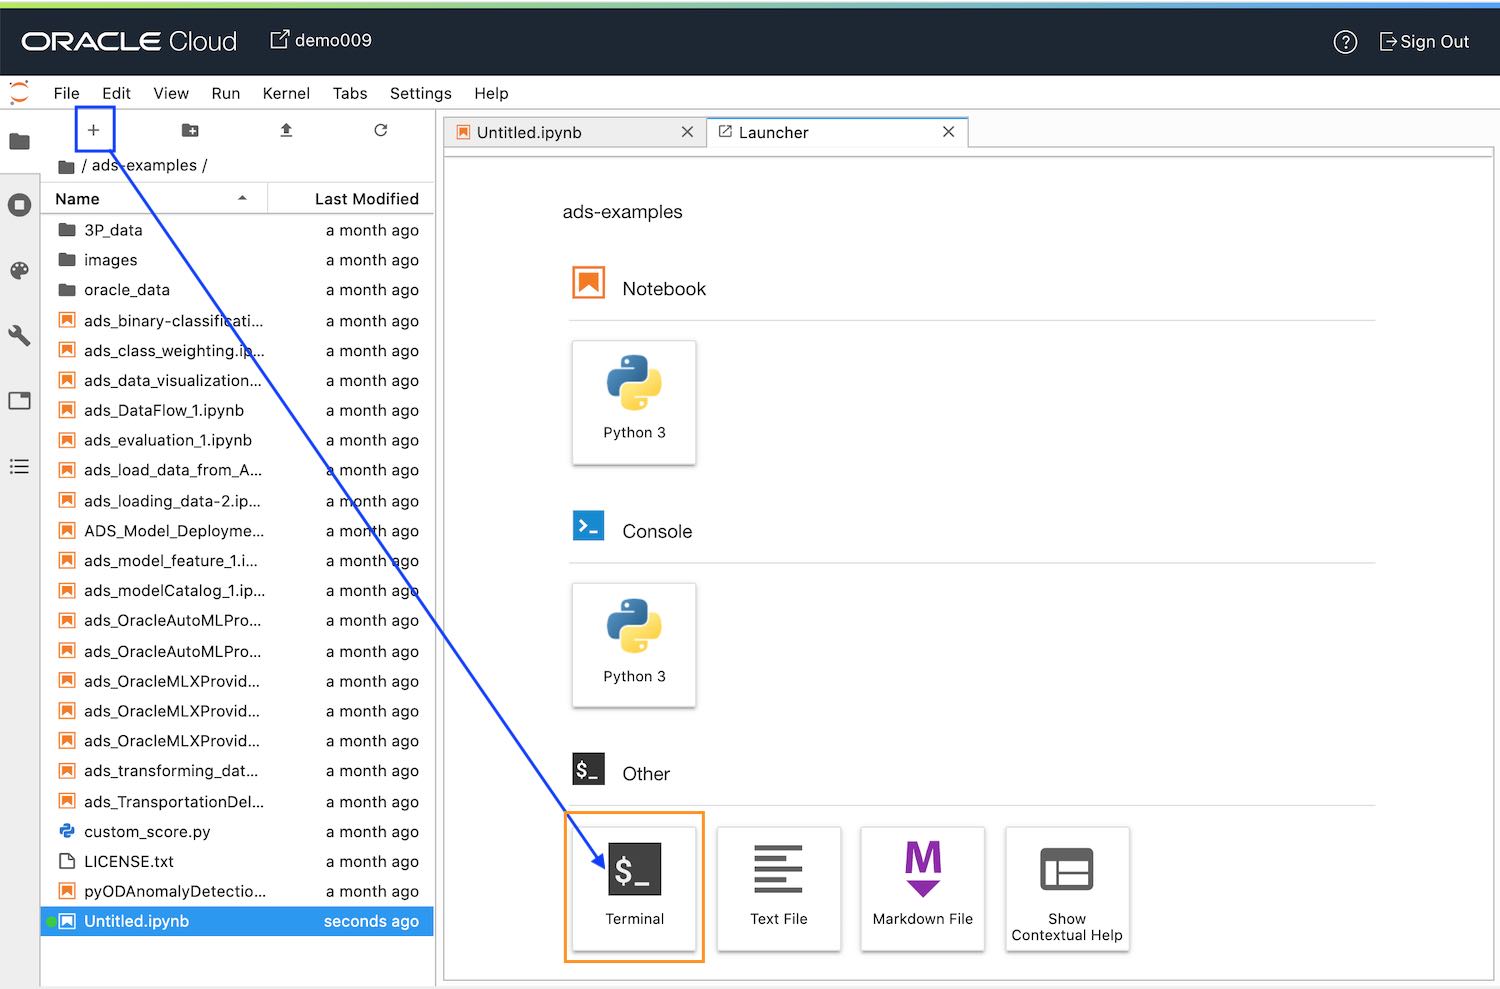 ORACLE Cloud demo009 Sign Out
File Edit View Run Kernel Tabs Settings Help
/ ads-examples /
Name Last Modified
3P_data a month ago
images a month ago
oracle_data a month ago
ads_binary-classificati... a month ago
ads_class_weighting.ip... a month ago
ads_data_visualization... a month ago
ads_DataFlow_1.ipynb a month ago
ads_evaluation_1.ipynb a month ago
ads_load_data_from_A... a month ago
ads_loading_data-2.ip... a month ago
ADS_Model_Deployme... a month ago
ads_model_feature_1.i... a month ago
ads_modelCatalog_1.ip... a month ago
ads_OracleAutoMLPro... a month ago
ads_OracleAutoMLPro... a month ago
ads_OracleMLXProvid... a month ago
ads_OracleMLXProvid... a month ago
ads_OracleMLXProvid... a month ago
ads_transforming_dat... a month ago
ads_TransportationDel... a month ago
custom_score.py a month ago
LICENSE.txt a month ago
pyODAnomalyDetectio... a month ago
Untitled.ipynb seconds ago
Untitled.ipynb Launcher
ads-examples
Notebook
Python 3
Console
Python 3
$_ Other
$_
Terminal
Text File
Markdown File
Show
Contextual Help